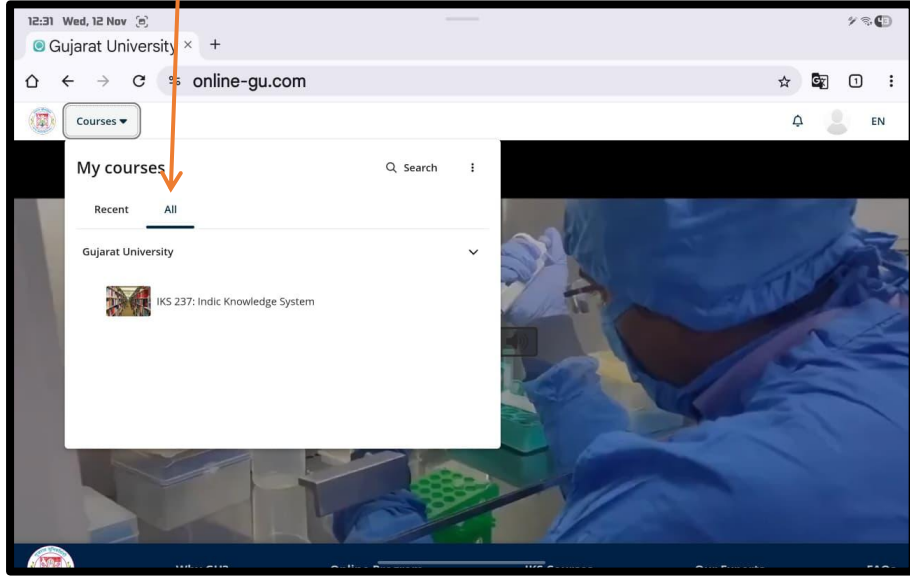 12:31 Wed, 12 Nov
Gujarat University × +
online-gu.com
1
Courses
EN
My courses
Search
Recent All
Gujarat University
IKS 237: Indic Knowledge System